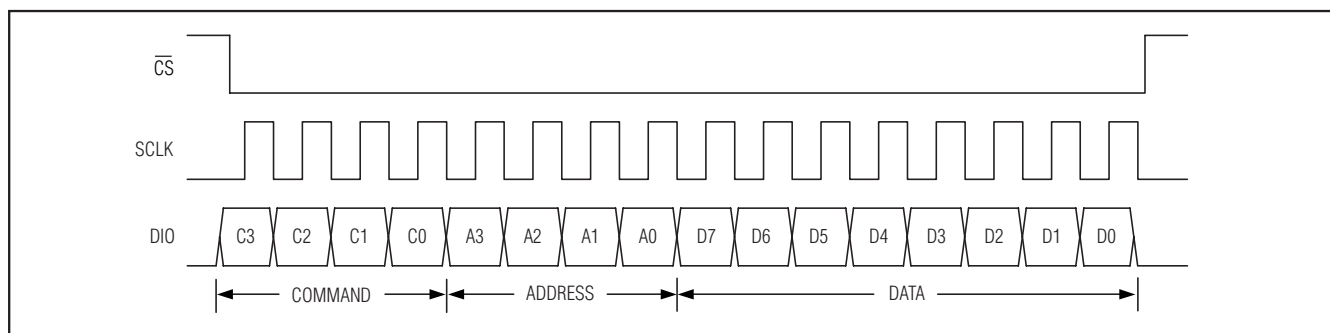 C̅S̅
SCLK
DIO C3 C2 C1 C0 A3 A2 A1 A0 D7 D6 D5 D4 D3 D2 D1 D0
COMMAND ADDRESS DATA